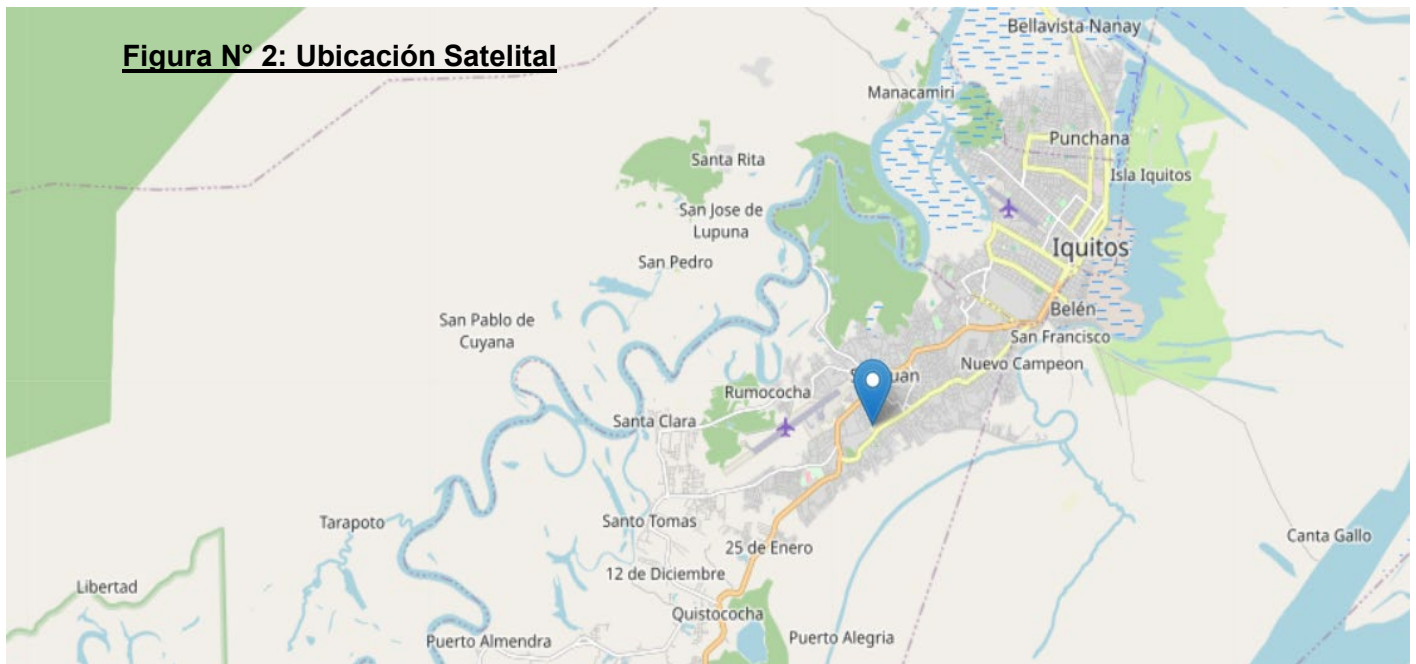 Figura N° 2: Ubicación Satelital
Bellavista Nanay
Manacamiri
Punchana
Santa Rita
Isla Iquitos
San Jose de
Lupuna
Iquitos
San Pedro
Belén
San Pablo de
Cuyana
San Francisco
Nuevo Campeon
Rumococha
Santa Clara
Tarapoto
Santo Tomas
25 de Enero
Canta Gallo
12 de Diciembre
Libertad
Quistococha
Puerto Almendra
Puerto Alegria